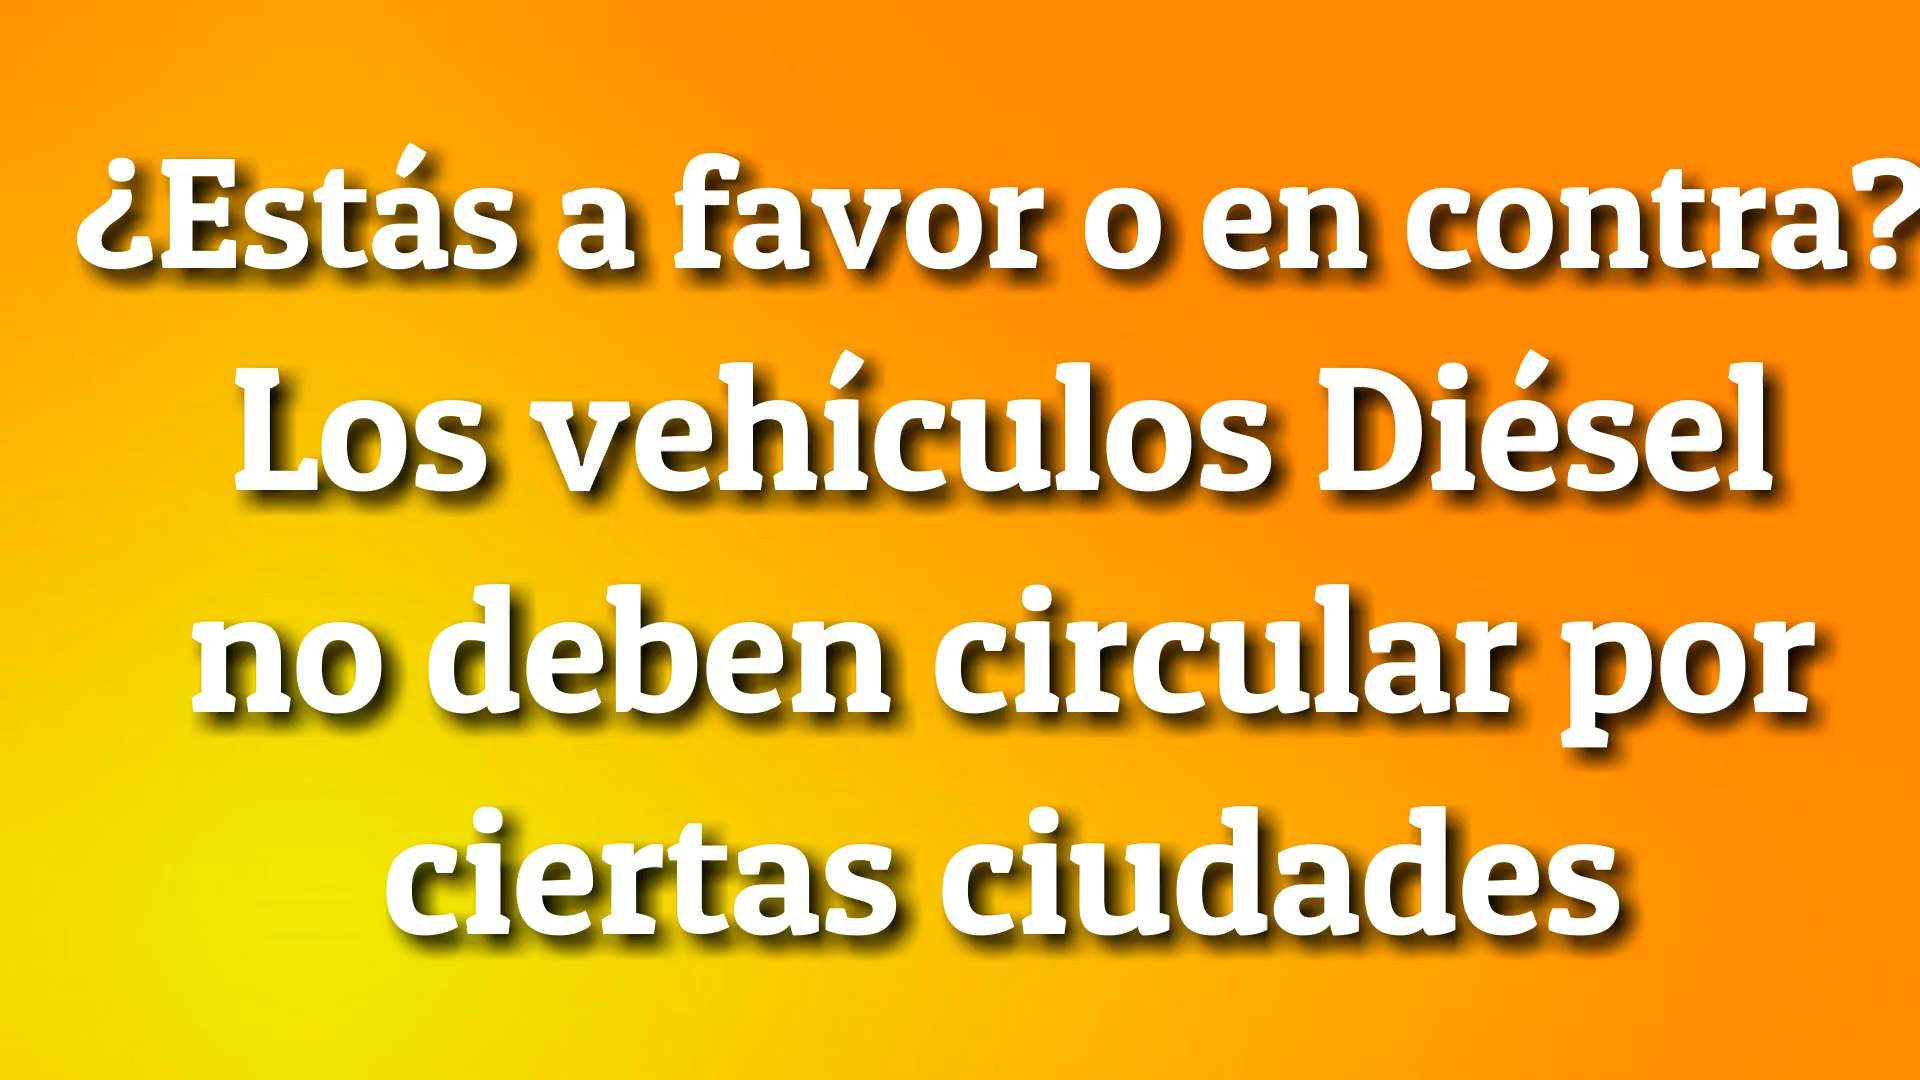 ¿Estás a favor o en contra?
Los vehículos Diésel
no deben circular por
ciertas ciudades